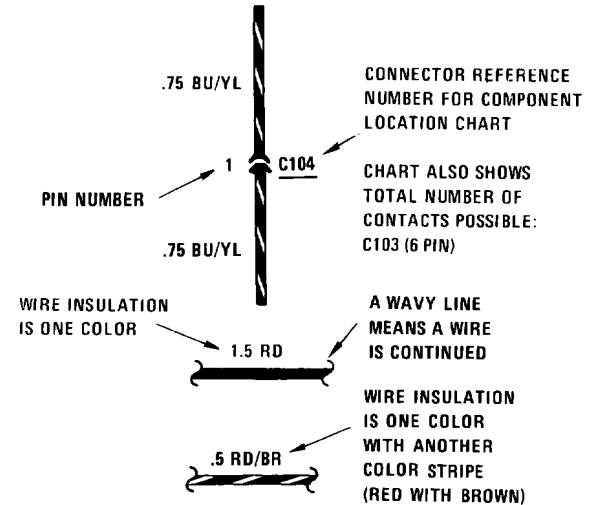 .75 BU/YL
CONNECTOR REFERENCE
NUMBER FOR COMPONENT
LOCATION CHART
1
C104
PIN NUMBER
CHART ALSO SHOWS
TOTAL NUMBER OF
CONTACTS POSSIBLE:
C103 (6 PIN)
.75 BU/YL
WIRE INSULATION
IS ONE COLOR
A WAVY LINE
MEANS A WIRE
IS CONTINUED
1.5 RD
WIRE INSULATION
IS ONE COLOR
WITH ANOTHER
COLOR STRIPE
(RED WITH BROWN)
.5 RD/BR